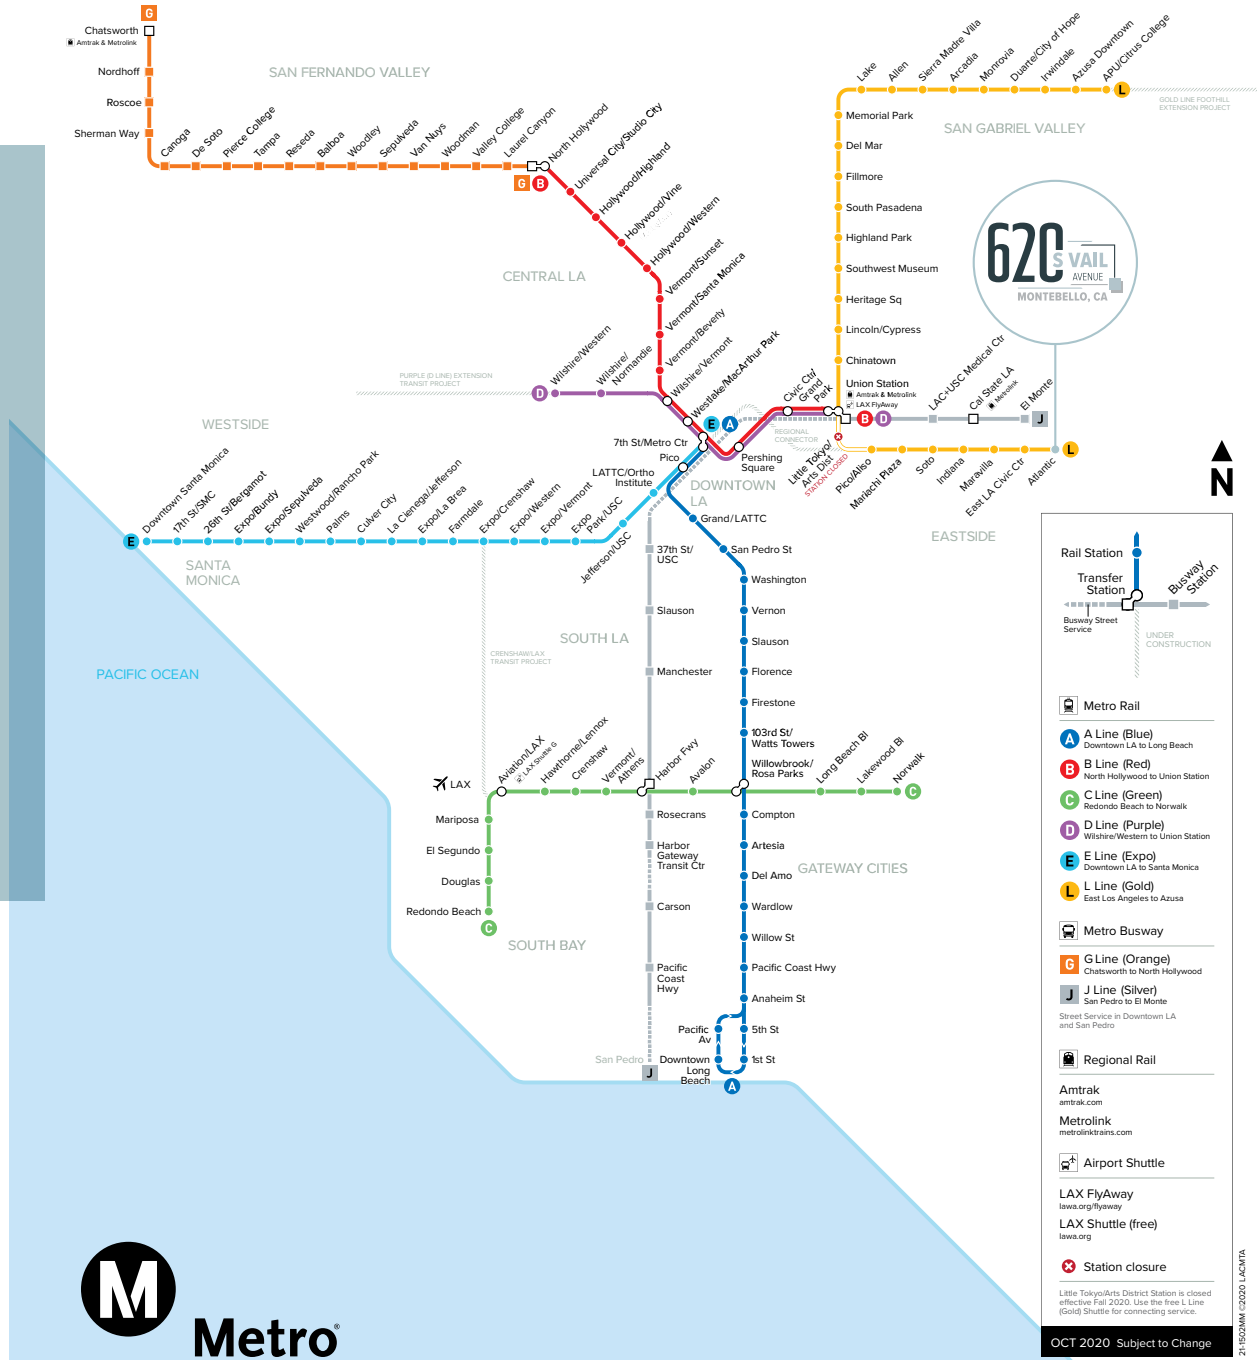 G
Chatsworth
Amtrak & Metrolink
Nordhoff
Roscoe
Sherman Way
SAN FERNANDO VALLEY
Canoga
De Soto
Pierce College
Tampa
Reseda
Balboa
Woodley
Sepulveda
Van Nuys
Woodman
Valley College
Laurel Canyon
North Hollywood
G B
Universal City/Studio City
Hollywood/Highland
Hollywood/Vine
Hollywood/Western
Vermont/Sunset
Vermont/Santa Monica
Vermont/Beverly
Wilshire/Vermont
Westlake/MacArthur Park
CENTRAL LA
PURPLE (D LINE) EXTENSION
TRANSIT PROJECT
D
Wilshire/Western
Wilshire/
Normandie
Lake
Allen
Sierra Madre Villa
Arcadia
Monrovia
Duarte/City of Hope
Irwindale
Azusa Downtown
APU/Citrus College
L
GOLD LINE FOOTHILL
EXTENSION PROJECT
SAN GABRIEL VALLEY
Memorial Park
Del Mar
Fillmore
South Pasadena
Highland Park
Southwest Museum
Heritage Sq
Lincoln/Cypress
Chinatown
Union Station
Amtrak & Metrolink
LAX FlyAway
B D
620
S VAIL
AVENUE
MONTEBELLO, CA
LAC+USC Medical Ctr
Cal State LA
Metrolink
El Monte
J
Civic Ctr/
Grand
Park
E A
REGIONAL
CONNECTOR
7th St/Metro Ctr
Pico
LATTC/Ortho
Institute
Pershing
Square
DOWNTOWN
LA
Little Tokyo/
Arts Dist
STATION CLOSED
Pico/Aliso
Mariachi Plaza
Soto
Indiana
Maravilla
East LA Civic Ctr
Atlantic
L
EASTSIDE
WESTSIDE
E
Downtown Santa Monica
17th St/SMC
26th St/Bergamot
Expo/Bundy
Expo/Sepulveda
Westwood/Rancho Park
Palms
Culver City
La Cienega/Jefferson
Expo/La Brea
Farmdale
Expo/Crenshaw
Expo/Western
Expo/Vermont
Expo
Park/USC
Jefferson/USC
SANTA
MONICA
PACIFIC OCEAN
Grand/LATTC
San Pedro St
Washington
Vernon
Slauson
Florence
Firestone
103rd St/
Watts Towers
Willowbrook/
Rosa Parks
37th St/
USC
Slauson
Manchester
SOUTH LA
CRENSHAW/LAX
TRANSIT PROJECT
LAX
Aviation/LAX
LAX Shuttle G
Hawthorne/Lennox
Crenshaw
Vermont/
Athens
Harbor Fwy
Avalon
Long Beach Bl
Lakewood Bl
Norwalk
C
Mariposa
El Segundo
Douglas
Redondo Beach
C
SOUTH BAY
GATEWAY CITIES
Rosecrans
Harbor
Gateway
Transit Ctr
Carson
Pacific
Coast
Hwy
San Pedro
J
Compton
Artesia
Del Amo
Wardlow
Willow St
Pacific Coast Hwy
Anaheim St
5th St
1st St
Pacific
Av
Downtown
Long
Beach
A
N
Rail Station
Transfer
Station
Busway
Station
Busway Street
Service
UNDER
CONSTRUCTION
Metro Rail
A A Line (Blue)
Downtown LA to Long Beach
B B Line (Red)
North Hollywood to Union Station
C C Line (Green)
Redondo Beach to Norwalk
D D Line (Purple)
Wilshire/Western to Union Station
E E Line (Expo)
Downtown LA to Santa Monica
L L Line (Gold)
East Los Angeles to Azusa
Metro Busway
G G Line (Orange)
Chatsworth to North Hollywood
J J Line (Silver)
San Pedro to El Monte
Street Service in Downtown LA
and San Pedro
Regional Rail
Amtrak
amtrak.com
Metrolink
metrolinktrains.com
Airport Shuttle
LAX FlyAway
lawa.org/flyaway
LAX Shuttle (free)
lawa.org
Station closure
Little Tokyo/Arts District Station is closed
effective Fall 2020. Use the free L Line
(Gold) Shuttle for connecting service.
OCT 2020 Subject to Change
21-1502MM ©2020 LACMTA
M
Metro®